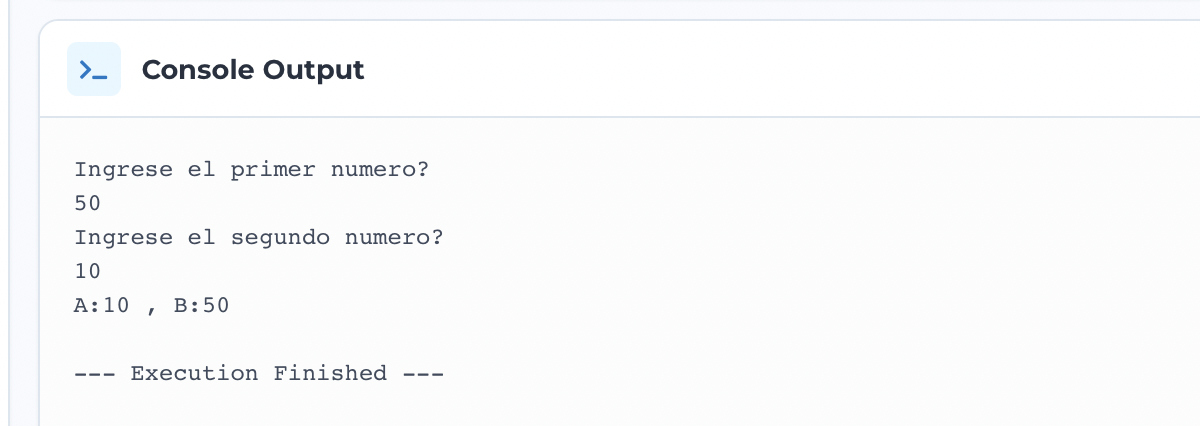 Console Output
Ingrese el primer numero?
50
Ingrese el segundo numero?
10
A:10 , B:50
--- Execution Finished ---